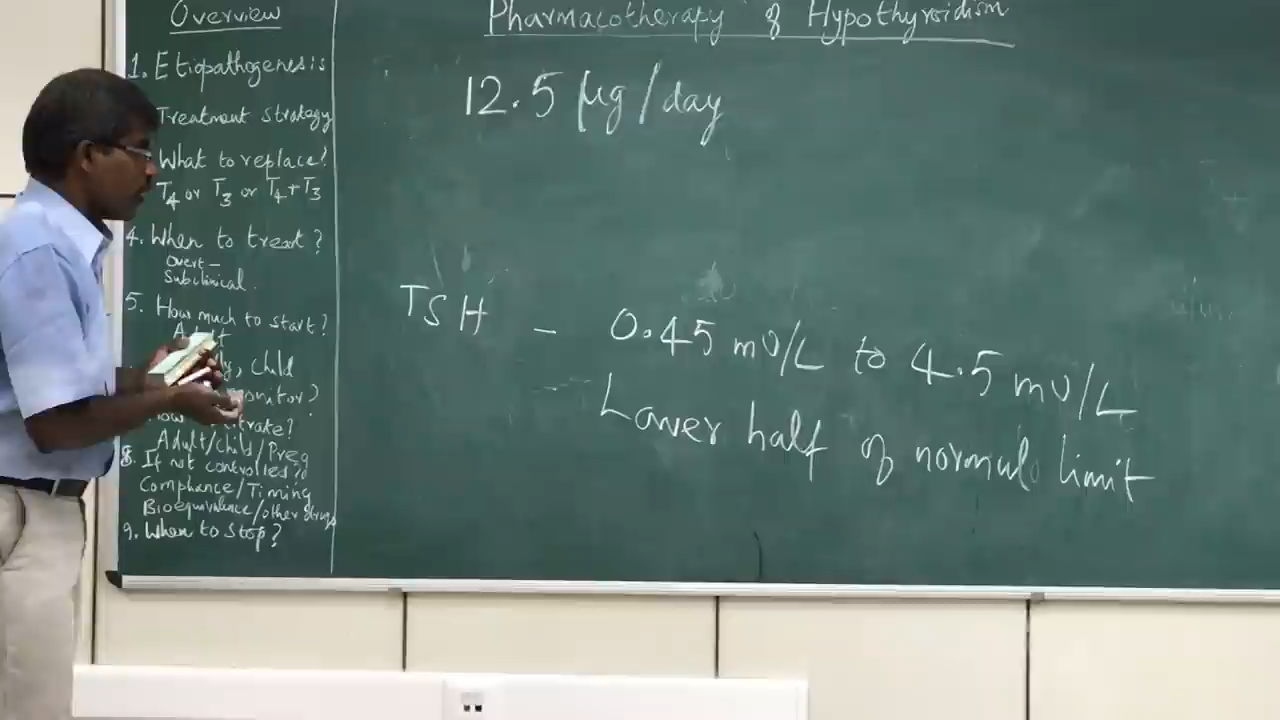 Overview
1. Etiopathogenesis
Treatment strategy
What to replace?
T4 or T3 or T4+T3
4. When to treat?
Overt –
Subclinical.
5. How much to start?
child
Adult/child/Preg
8. If not controlled?
Compliance/Timing
Bioequivalence/other drugs
9. When to stop?
Pharmacotherapy of Hypothyroidism
12.5 µg/day
TSH – 0.45 mU/L to 4.5 mU/L
Lower half of normal limit